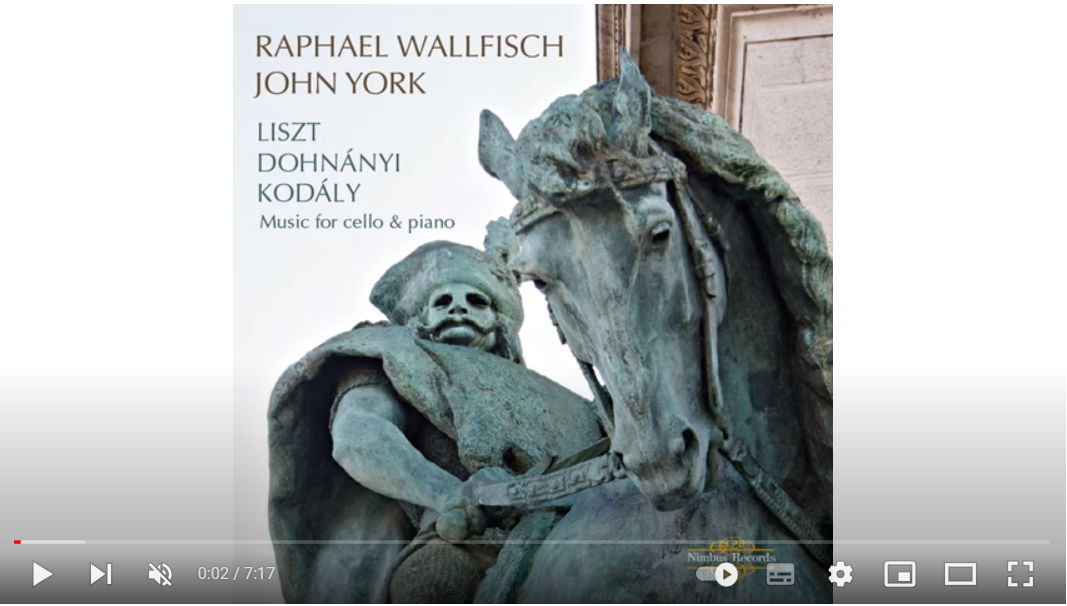 RAPHAEL WALLFISCH
JOHN YORK
LISZT
DOHNÁNYI
KODÁLY
Music for cello & piano
Nimbus Records
0:02 / 7:17